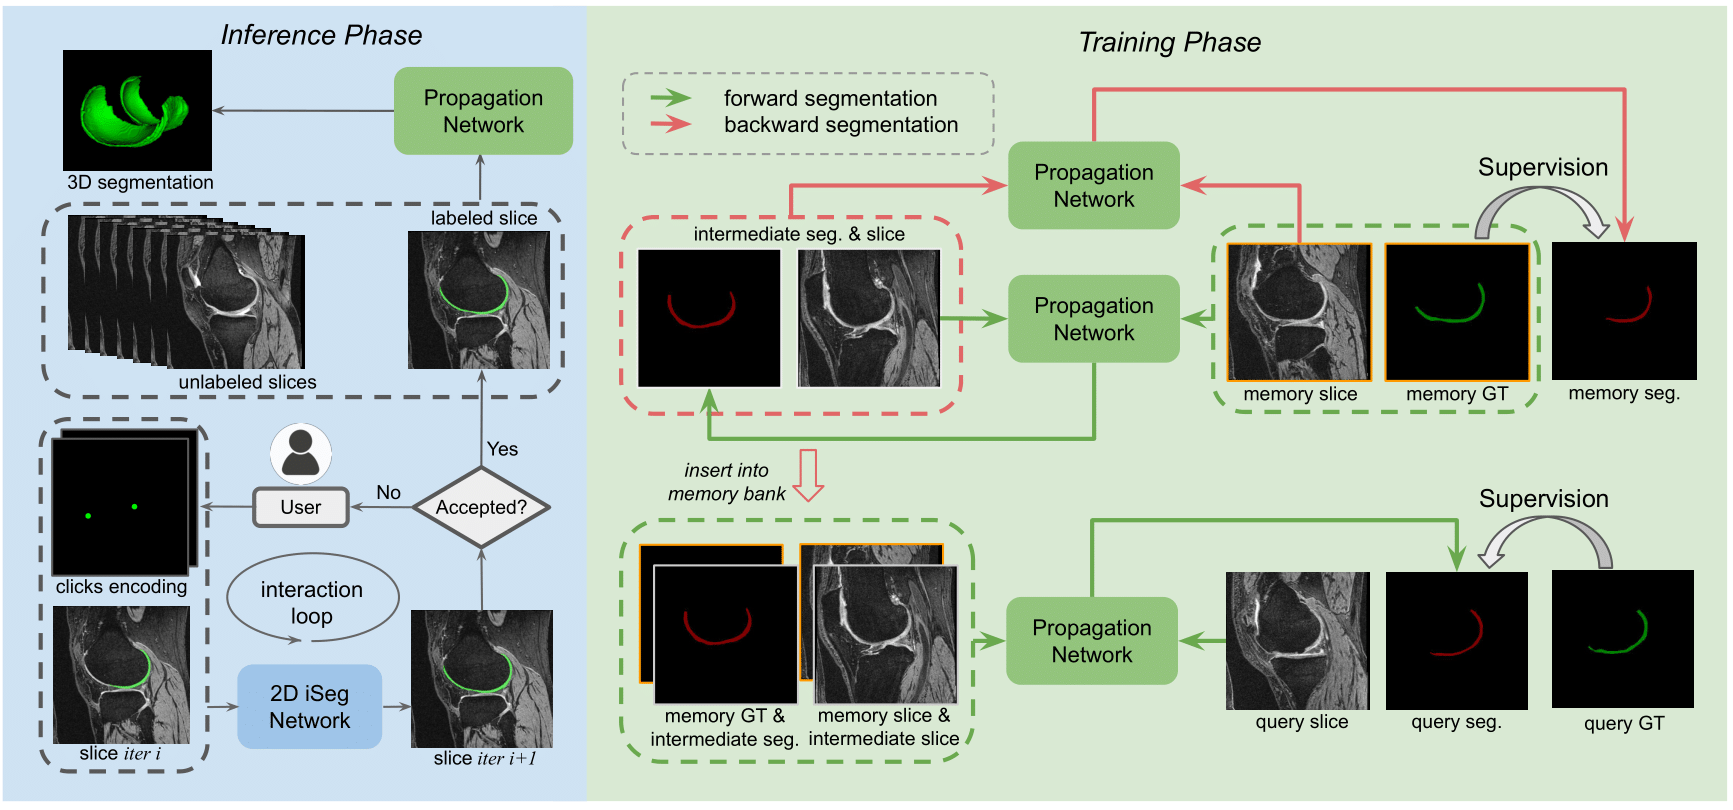 Inference Phase
Propagation
Network
3D segmentation
labeled slice
unlabeled slices
Yes
No
User
Accepted?
clicks encoding
interaction
loop
2D iSeg
Network
slice iter i
slice iter i+1
Training Phase
forward segmentation
backward segmentation
Propagation
Network
Supervision
intermediate seg. & slice
Propagation
Network
memory slice
memory GT
memory seg.
insert into
memory bank
Supervision
Propagation
Network
memory GT &
intermediate seg.
memory slice &
intermediate slice
query slice
query seg.
query GT